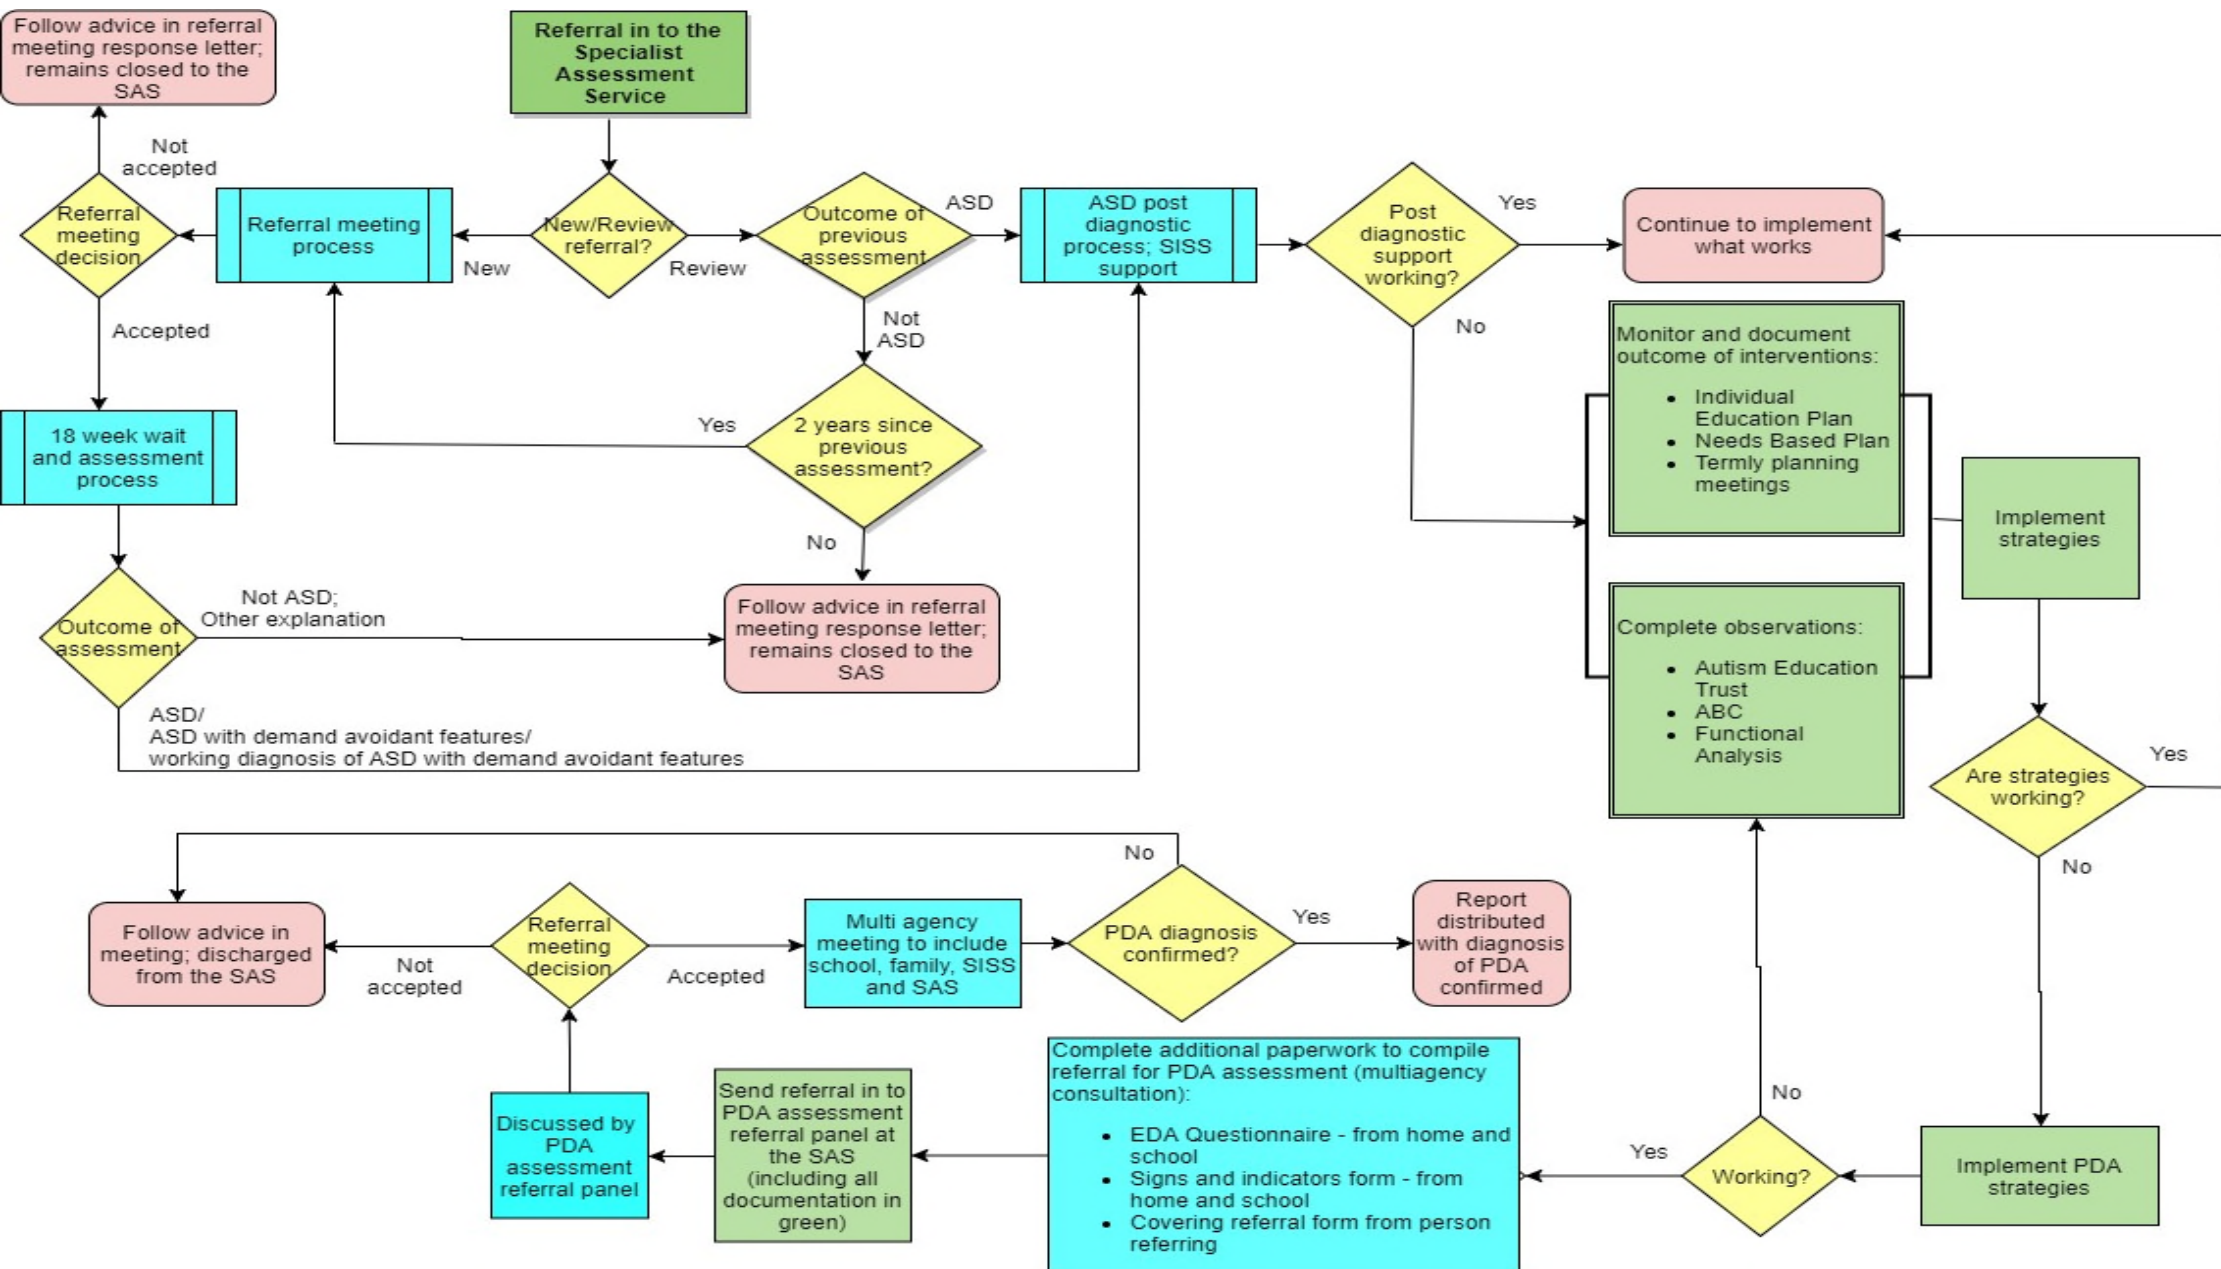 Follow advice in referral
meeting response letter;
remains closed to the
SAS
Referral in to the
Specialist
Assessment
Service
Not
accepted
Referral
meeting
decision
Referral meeting
process
New
New/Review
referral?
Review
Outcome of
previous
assessment
ASD
ASD post
diagnostic
process; SISS
support
Post
diagnostic
support
working?
Yes
Continue to implement
what works
No
Accepted
Not
ASD
18 week wait
and assessment
process
Yes
2 years since
previous
assessment?
No
Monitor and document
outcome of interventions:
• Individual
Education Plan
• Needs Based Plan
• Termly planning
meetings
Implement
strategies
Outcome of
assessment
Not ASD;
Other explanation
Follow advice in referral
meeting response letter;
remains closed to the
SAS
Complete observations:
• Autism Education
Trust
• ABC
• Functional
Analysis
ASD/
ASD with demand avoidant features/
working diagnosis of ASD with demand avoidant features
Are strategies
working?
Yes
No
No
Follow advice in
meeting; discharged
from the SAS
Not
accepted
Referral
meeting
decision
Accepted
Multi agency
meeting to include
school, family, SISS
and SAS
PDA diagnosis
confirmed?
Yes
Report
distributed
with diagnosis
of PDA
confirmed
Discussed by
PDA
assessment
referral panel
Send referral in to
PDA assessment
referral panel at
the SAS
(including all
documentation in
green)
Complete additional paperwork to compile
referral for PDA assessment (multiagency
consultation):
• EDA Questionnaire - from home and
school
• Signs and indicators form - from
home and school
• Covering referral form from person
referring
Yes
No
Working?
Implement PDA
strategies